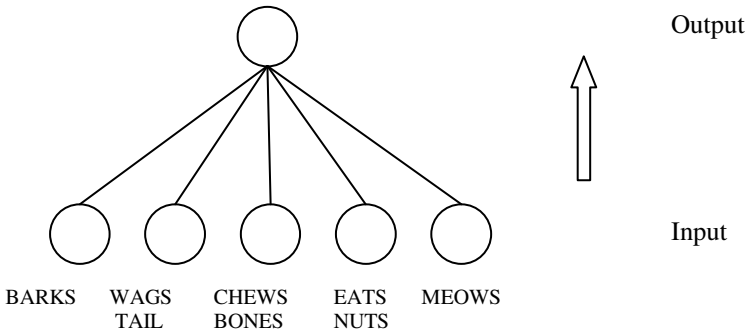 Output
Input
BARKS WAGS CHEWS EATS MEOWS
TAIL BONES NUTS